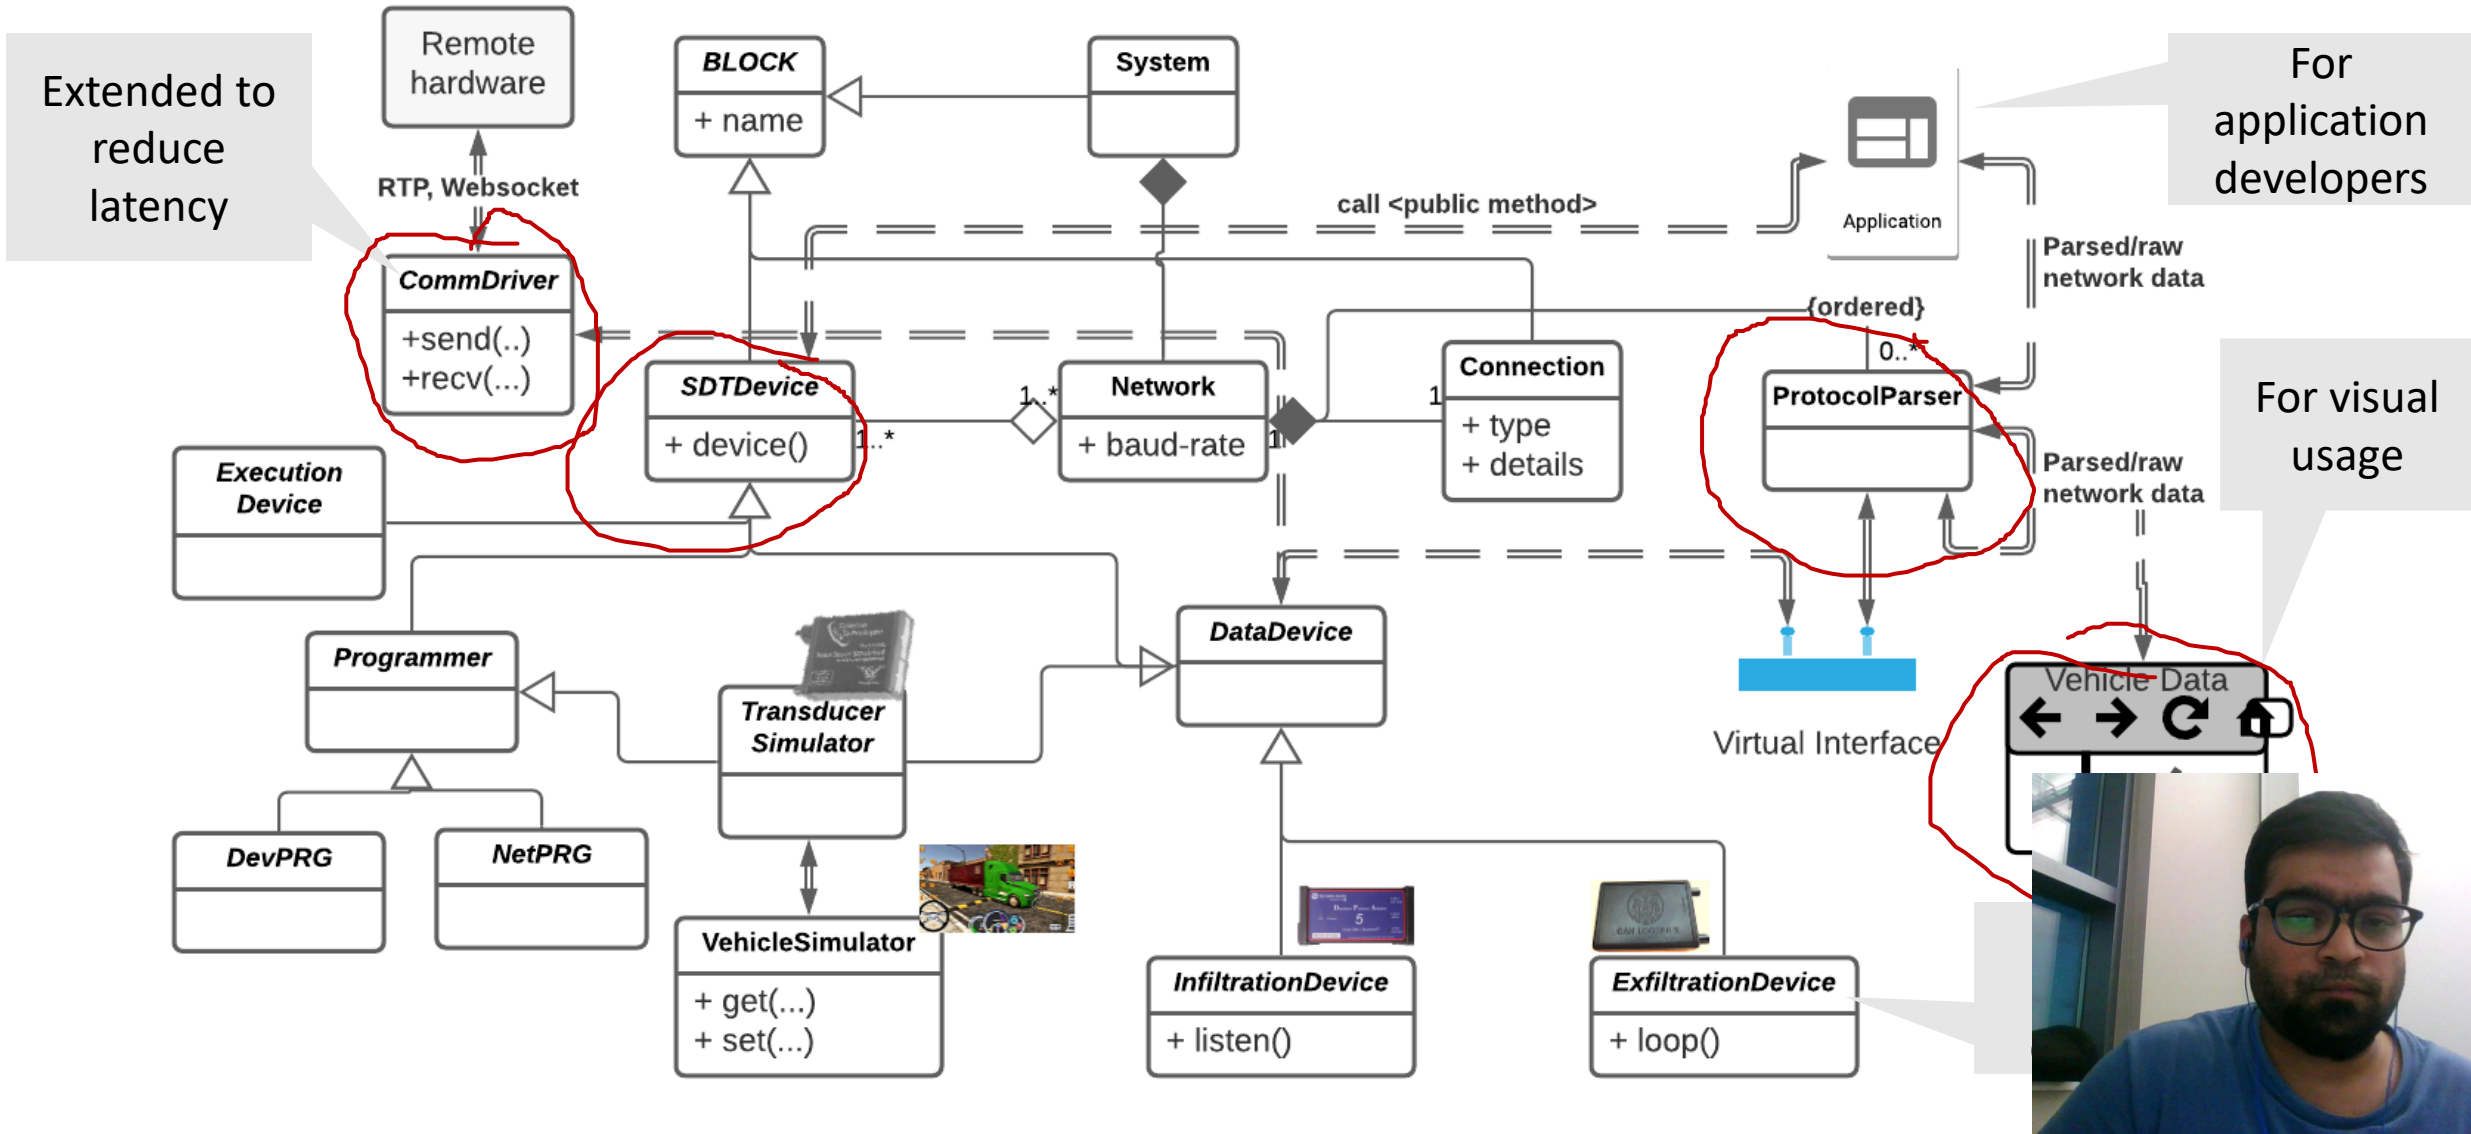 Extended to
reduce
latency
Remote
hardware
RTP, Websocket
CommDriver
+send(..)
+recv(...)
BLOCK
+ name
System
call <public method>
Application
For
application
developers
Parsed/raw
network data
{ordered}
0..*
SDTDevice
+ device()
1..*
1..*
Network
+ baud-rate
1
1
Connection
+ type
+ details
ProtocolParser
Parsed/raw
network data
For visual
usage
Execution
Device
Programmer
Transducer
Simulator
DataDevice
Virtual Interface
Vehicle Data
DevPRG
NetPRG
VehicleSimulator
+ get(...)
+ set(...)
5
InfiltrationDevice
+ listen()
CAN LOGGER
ExfiltrationDevice
+ loop()